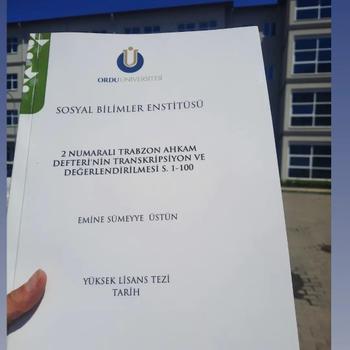 ORDU ÜNİVERSİTESİ
SOSYAL BİLİMLER ENSTİTÜSÜ
2 NUMARALI TRABZON AHKAM
DEFTERİ'NİN TRANSKRİPSİYON VE
DEĞERLENDİRİLMESİ S. 1-100
EMİNE SÜMEYYE ÜSTÜN
YÜKSEK LİSANS TEZİ
TARİH